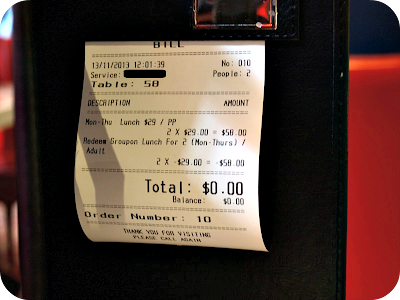 BILL
13/11/2013 12:01:39 No: 010
Service: People: 2
Table: 58
DESCRIPTION AMOUNT
Mon-Thu Lunch $29 / PP
2 X $29.00 = $58.00
Redeem Groupon Lunch For 2 (Mon-Thurs) /
Adult
2 X -$29.00 = -$58.00
Total: $0.00
Balance: $0.00
Order Number: 10
THANK YOU FOR VISITING
PLEASE CALL AGAIN